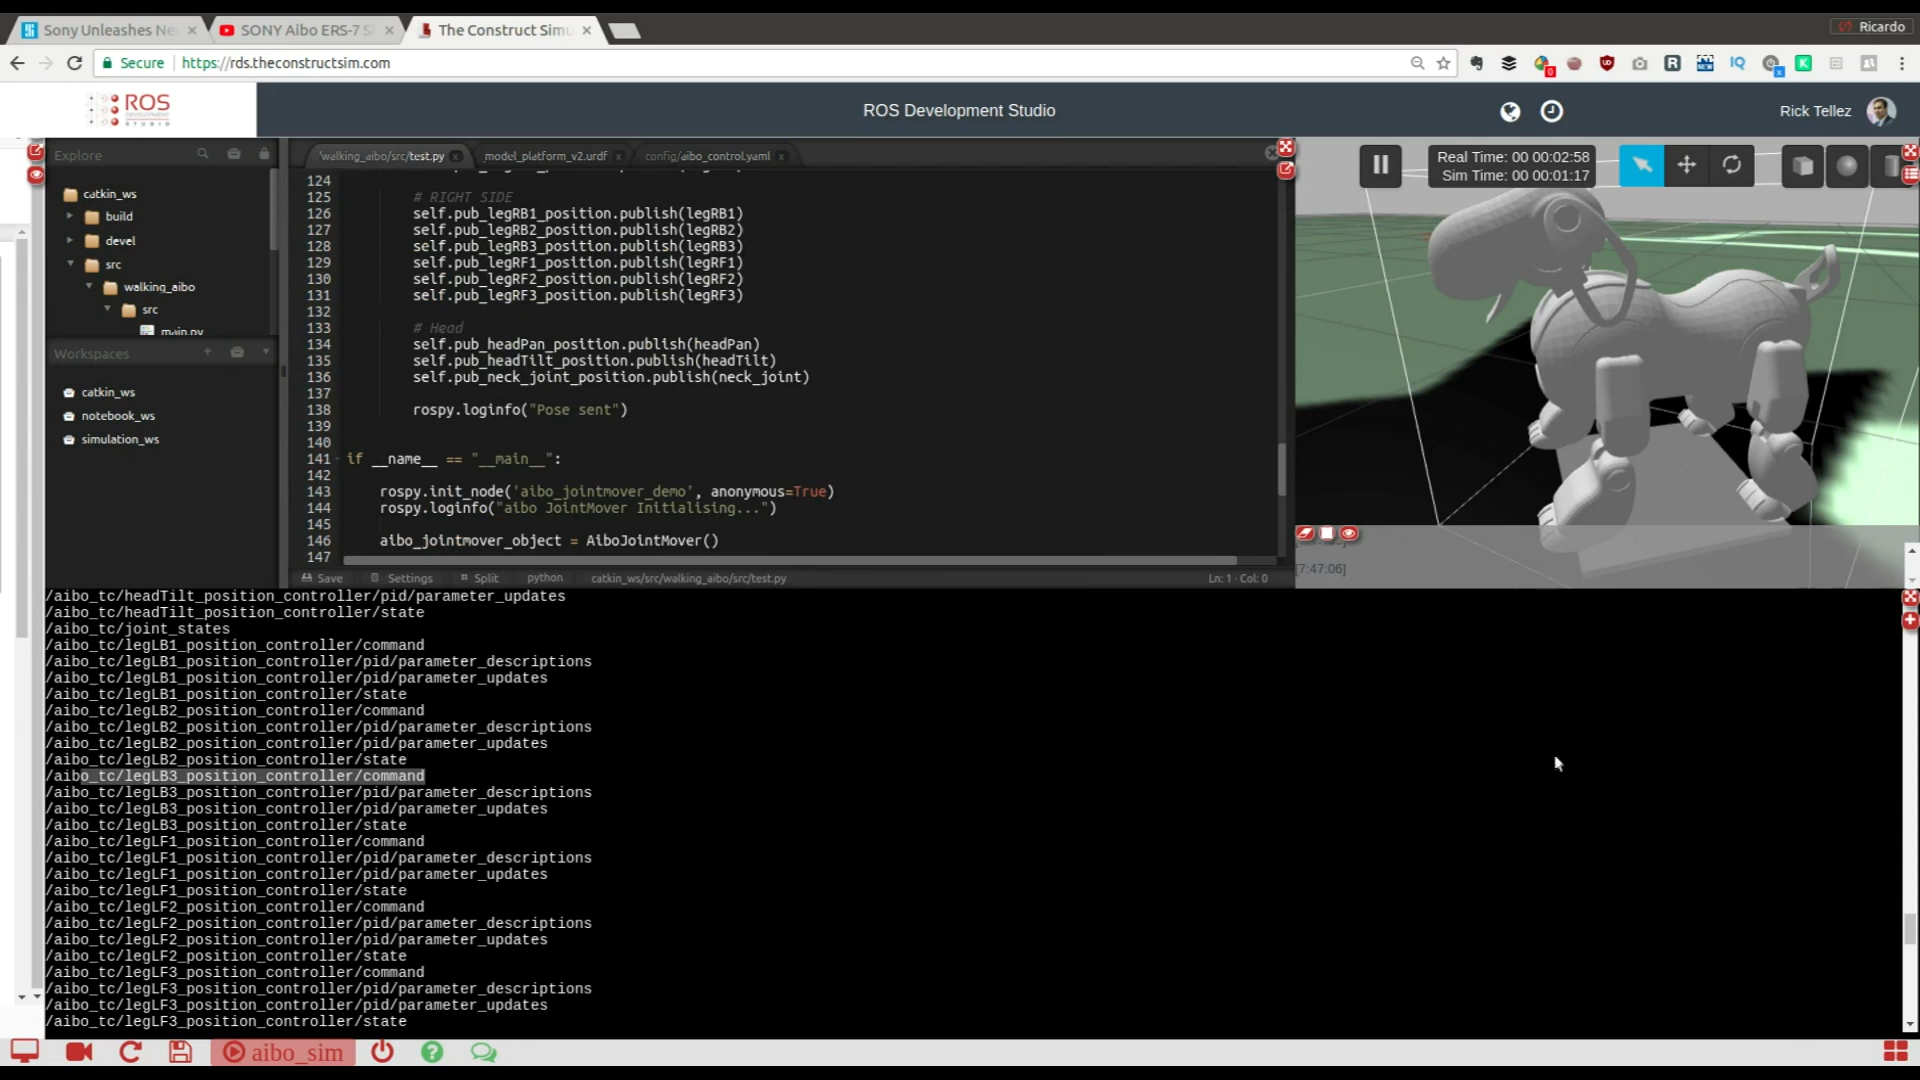 Sony Unleashes Ne
SONY Aibo ERS-7 S
The Construct Simu
Ricardo
Secure
https://rds.theconstructsim.com
ROS
DEVELOPMENT
STUDIO
ROS Development Studio
Rick Tellez
Explore
catkin_ws
build
devel
src
walking_aibo
src
main.py
Workspaces
catkin_ws
notebook_ws
simulation_ws
'walking_aibo/src/test.py
model_platform_v2.urdf
config/aibo_control.yaml
124
125 # RIGHT SIDE
126 self.pub_legRB1_position.publish(legRB1)
127 self.pub_legRB2_position.publish(legRB2)
128 self.pub_legRB3_position.publish(legRB3)
129 self.pub_legRF1_position.publish(legRF1)
130 self.pub_legRF2_position.publish(legRF2)
131 self.pub_legRF3_position.publish(legRF3)
132
133 # Head
134 self.pub_headPan_position.publish(headPan)
135 self.pub_headTilt_position.publish(headTilt)
136 self.pub_neck_joint_position.publish(neck_joint)
137
138 rospy.loginfo("Pose sent")
139
140
141 if __name__ == "__main__":
142
143 rospy.init_node('aibo_jointmover_demo', anonymous=True)
144 rospy.loginfo("aibo JointMover Initialising...")
145
146 aibo_jointmover_object = AiboJointMover()
147
Save
Settings
Split
python
catkin_ws/src/walking_aibo/src/test.py
Ln: 1 · Col: 0
Real Time: 00 00:02:58
Sim Time: 00 00:01:17
[7:47:06]
/aibo_tc/headTilt_position_controller/pid/parameter_updates
/aibo_tc/headTilt_position_controller/state
/aibo_tc/joint_states
/aibo_tc/legLB1_position_controller/command
/aibo_tc/legLB1_position_controller/pid/parameter_descriptions
/aibo_tc/legLB1_position_controller/pid/parameter_updates
/aibo_tc/legLB1_position_controller/state
/aibo_tc/legLB2_position_controller/command
/aibo_tc/legLB2_position_controller/pid/parameter_descriptions
/aibo_tc/legLB2_position_controller/pid/parameter_updates
/aibo_tc/legLB2_position_controller/state
/aibo_tc/legLB3_position_controller/command
/aibo_tc/legLB3_position_controller/pid/parameter_descriptions
/aibo_tc/legLB3_position_controller/pid/parameter_updates
/aibo_tc/legLB3_position_controller/state
/aibo_tc/legLF1_position_controller/command
/aibo_tc/legLF1_position_controller/pid/parameter_descriptions
/aibo_tc/legLF1_position_controller/pid/parameter_updates
/aibo_tc/legLF1_position_controller/state
/aibo_tc/legLF2_position_controller/command
/aibo_tc/legLF2_position_controller/pid/parameter_descriptions
/aibo_tc/legLF2_position_controller/pid/parameter_updates
/aibo_tc/legLF2_position_controller/state
/aibo_tc/legLF3_position_controller/command
/aibo_tc/legLF3_position_controller/pid/parameter_descriptions
/aibo_tc/legLF3_position_controller/pid/parameter_updates
/aibo_tc/legLF3_position_controller/state
aibo_sim